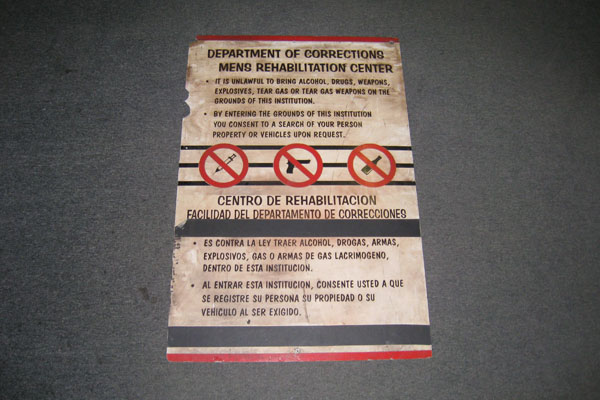 DEPARTMENT OF CORRECTIONS
MENS REHABILITATION CENTER
• IT IS UNLAWFUL TO BRING ALCOHOL, DRUGS, WEAPONS,
EXPLOSIVES, TEAR GAS OR TEAR GAS WEAPONS ON THE
GROUNDS OF THIS INSTITUTION.
• BY ENTERING THE GROUNDS OF THIS INSTITUTION
YOU CONSENT TO A SEARCH OF YOUR PERSON
PROPERTY OR VEHICLES UPON REQUEST.
CENTRO DE REHABILITACION
FACILIDAD DEL DEPARTAMENTO DE CORRECCIONES
• ES CONTRA LA LEY TRAER ALCOHOL, DROGAS, ARMAS,
EXPLOSIVOS, GAS O ARMAS DE GAS LACRIMOGENO,
DENTRO DE ESTA INSTITUCION.
• AL ENTRAR ESTA INSTITUCION, CONSENTE USTED A QUE
SE REGISTRE SU PERSONA SU PROPIEDAD O SU
VEHICULO AL SER EXIGIDO.